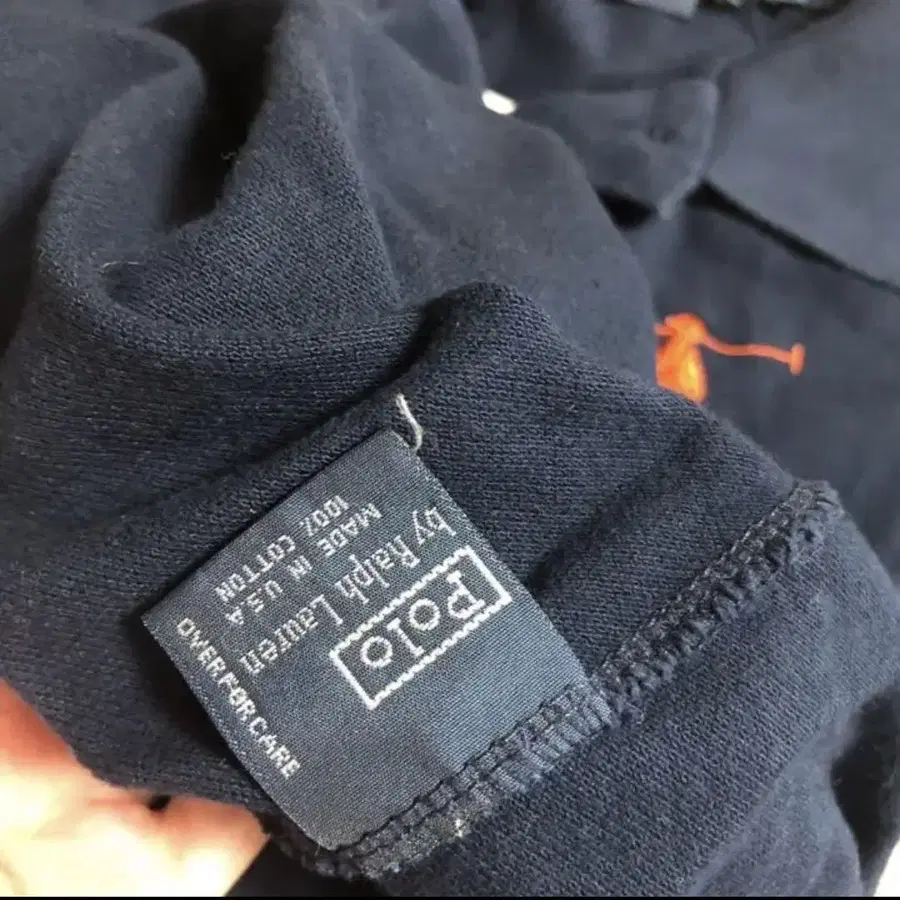 Polo
by Ralph Lauren
MADE IN U.S.A
100% COTTON
OVER FOR CARE